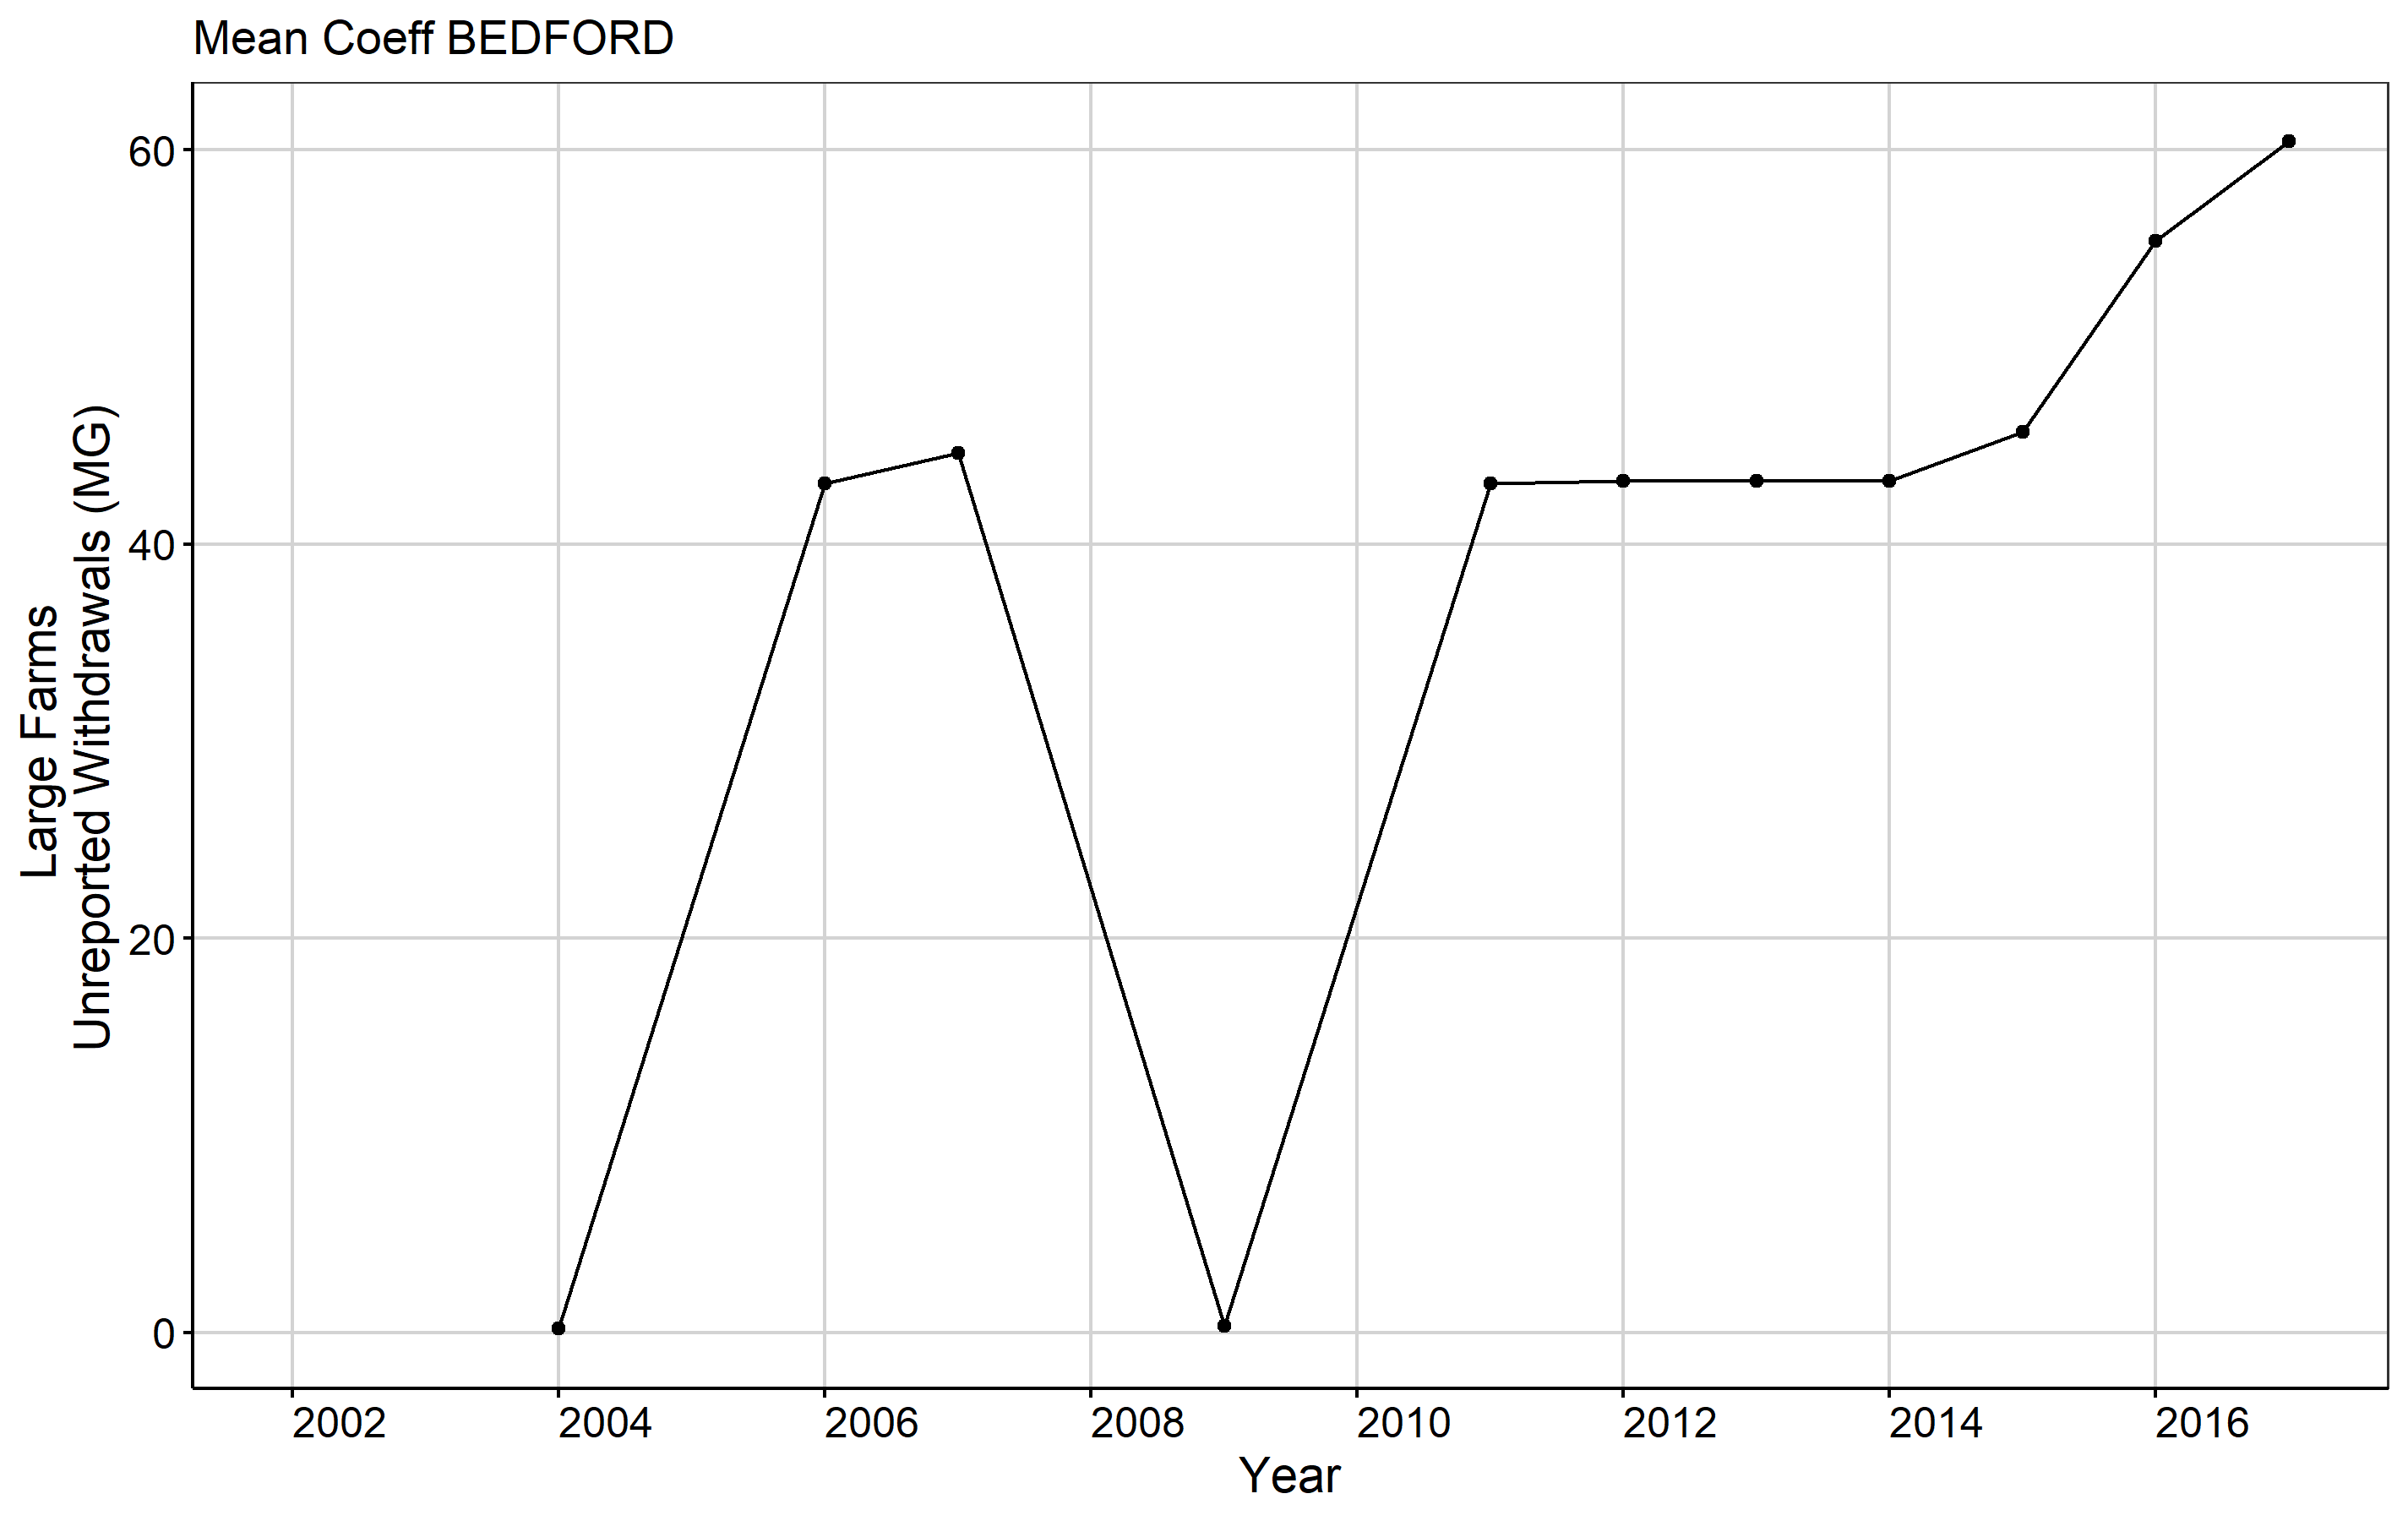 Mean Coeff BEDFORD
Large Farms
Unreported Withdrawals (MG)
60
40
20
0
2002 2004 2006 2008 2010 2012 2014 2016
Year